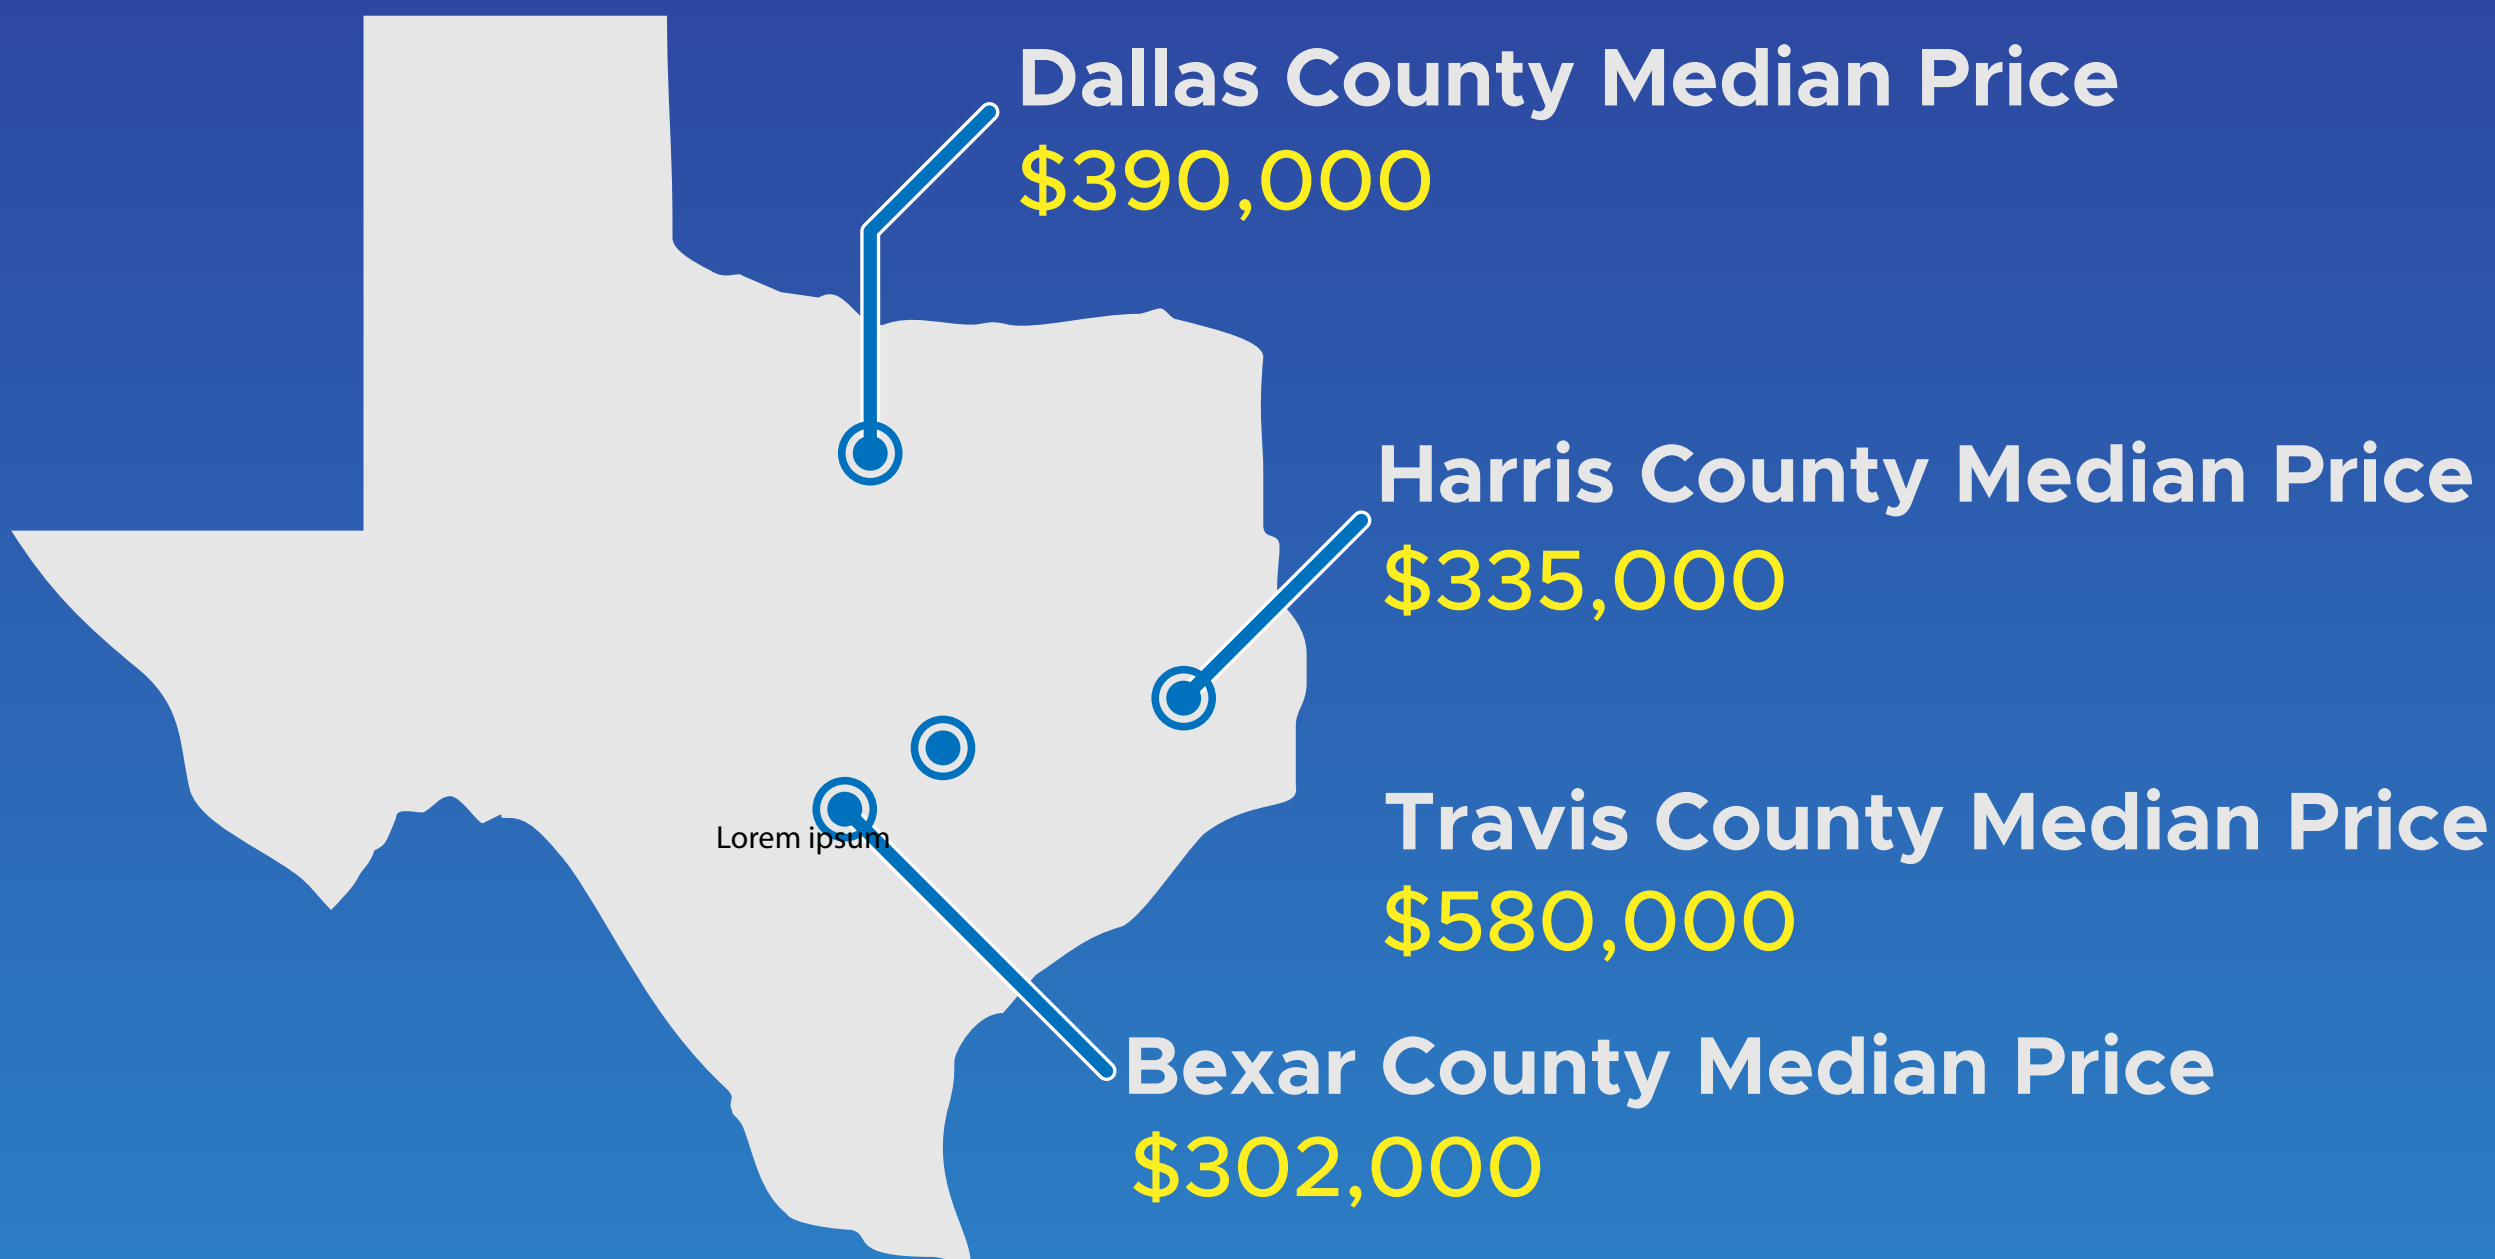 Dallas County Median Price
$390,000
Harris County Median Price
$335,000
Travis County Median Price
Lorem ipsum
$580,000
Bexar County Median Price
$302,000